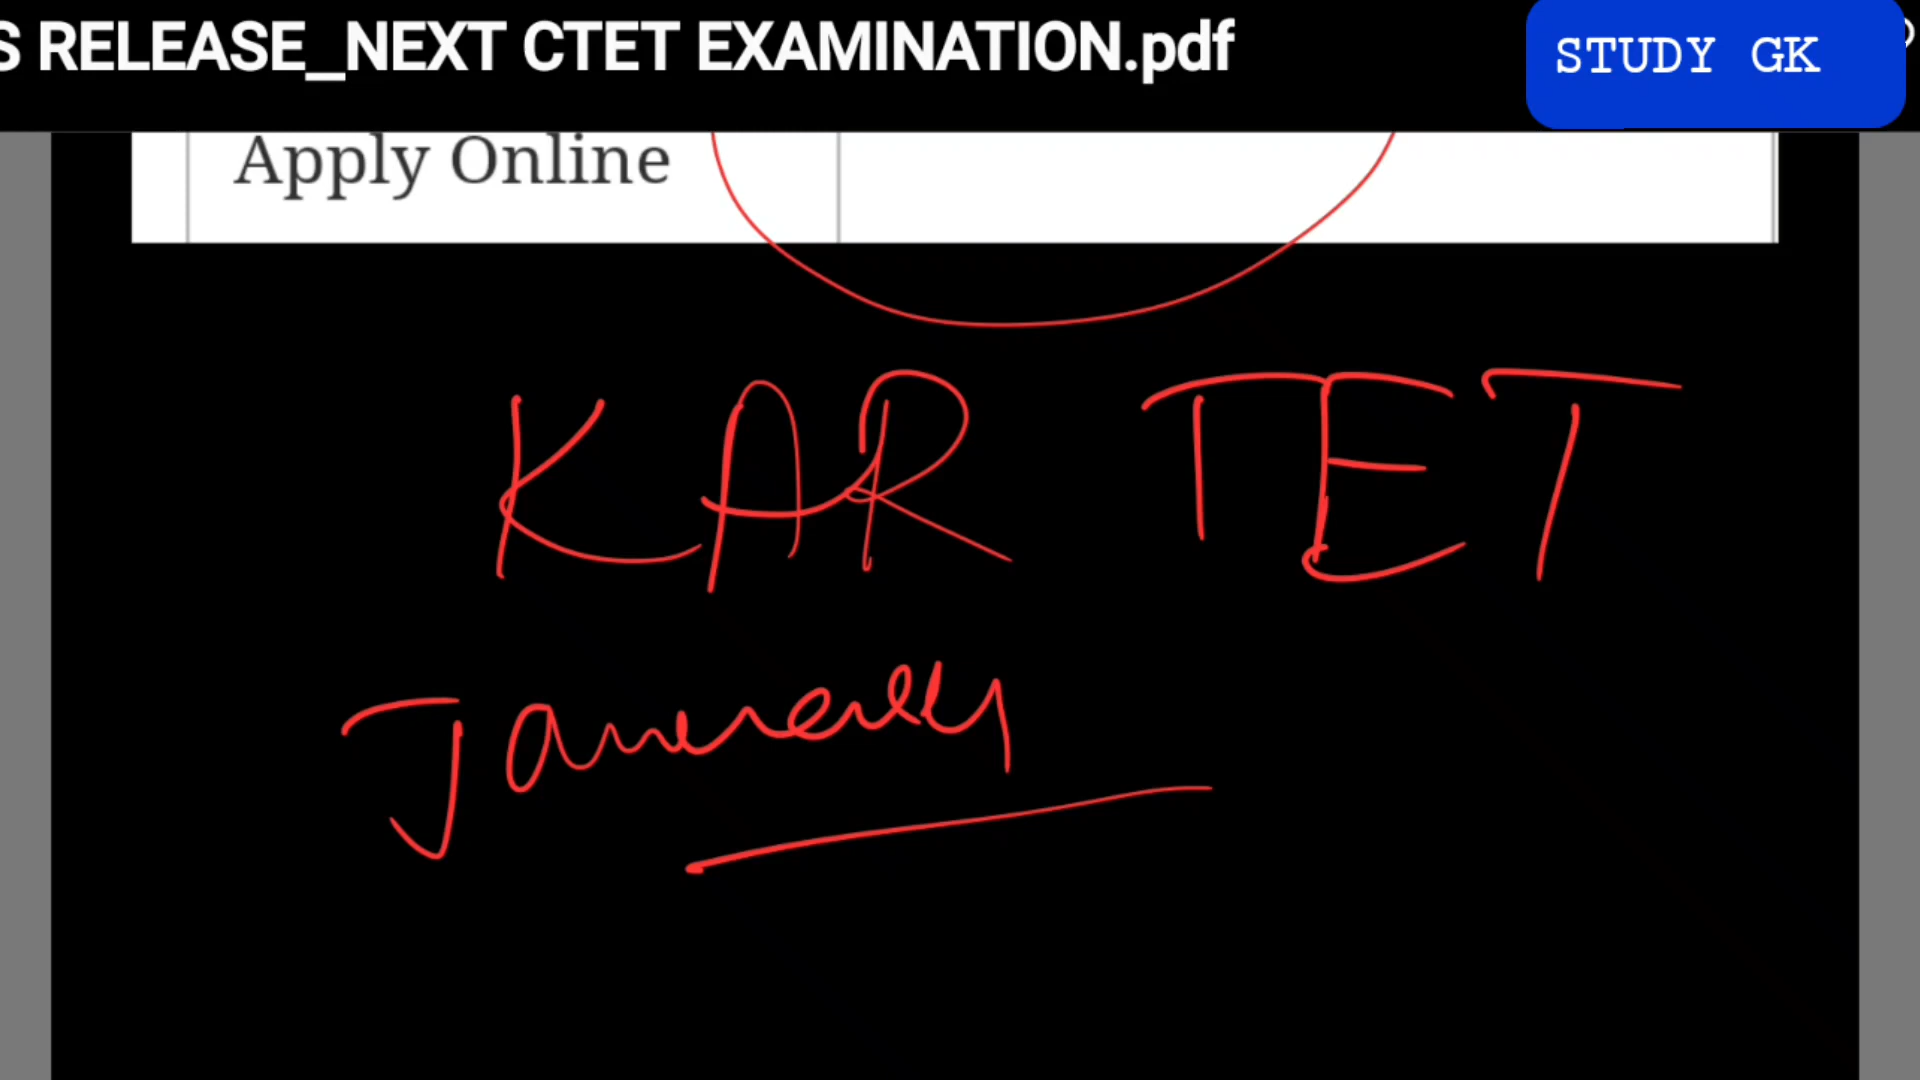 S RELEASE_NEXT CTET EXAMINATION.pdf
STUDY GK
Apply Online
KAR TET
January